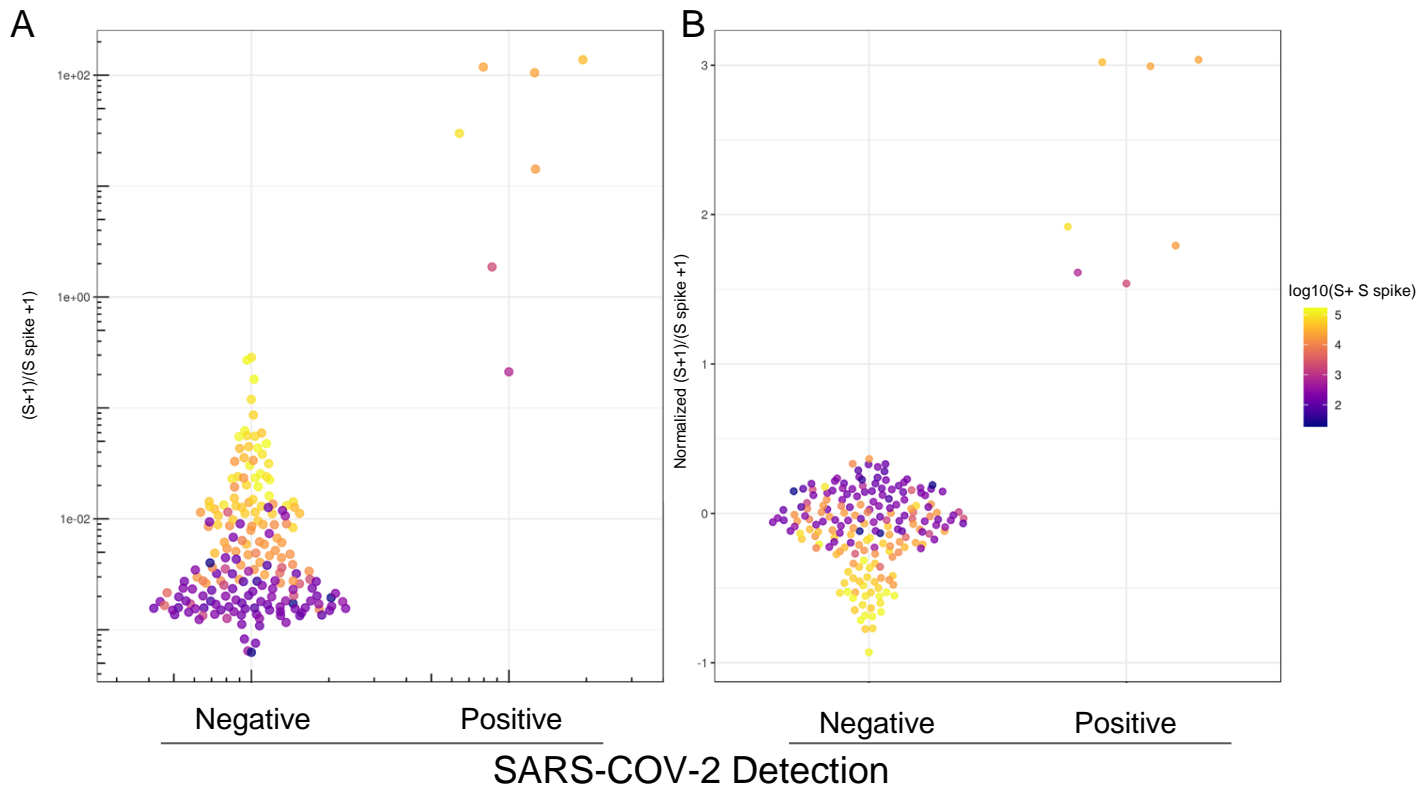 A
B
(S+1)/(S spike +1)
1e+02
1e+00
1e-02
Negative
Positive
Normalized (S+1)/(S spike +1)
3
2
1
0
-1
Negative
Positive
log10(S+ S spike)
5
4
3
2
SARS-COV-2 Detection